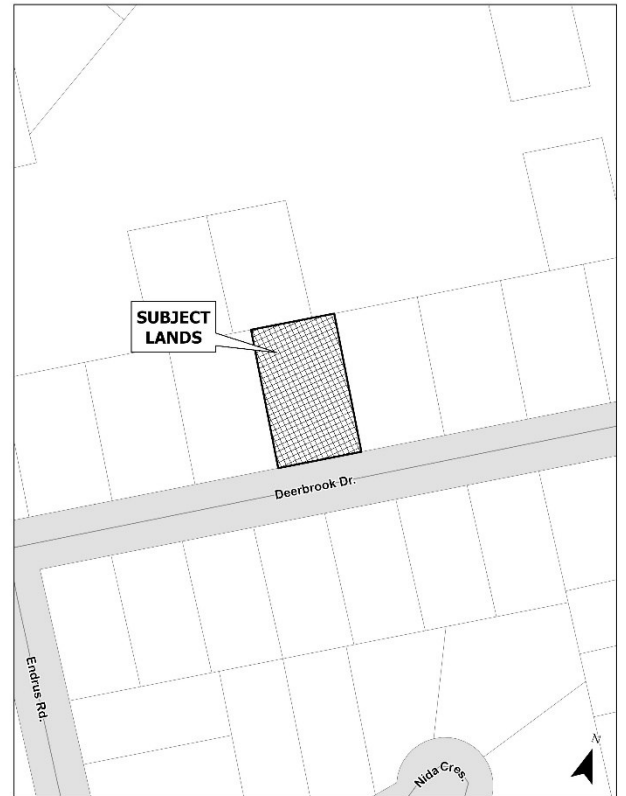 SUBJECT
LANDS
Deerbrook Dr.
Endrus Rd.
Nida Cres.
N